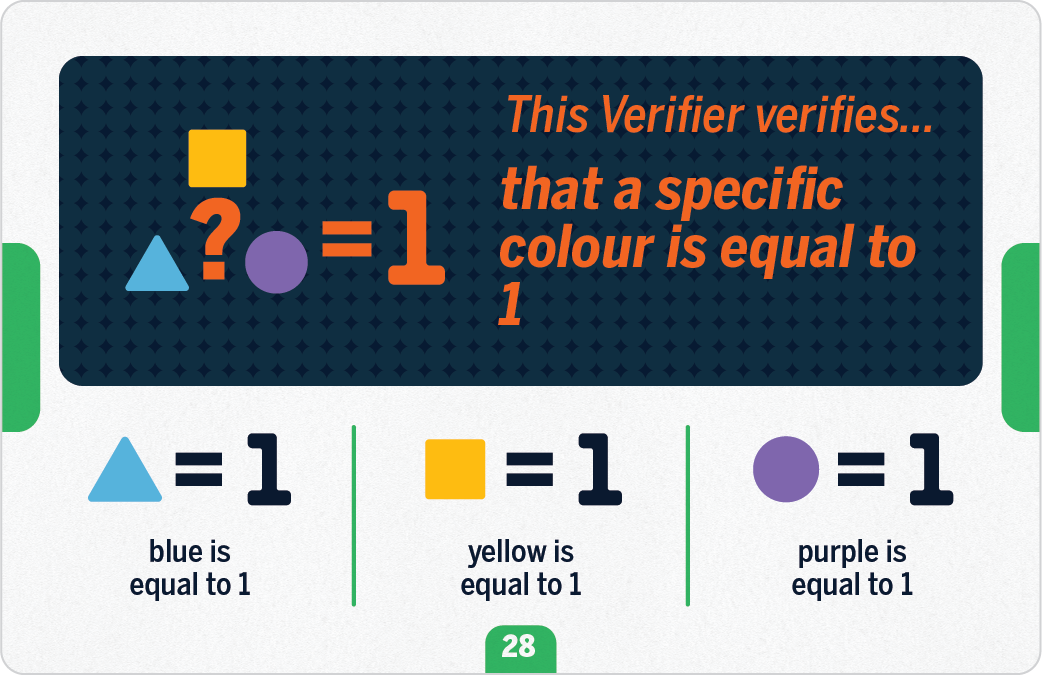 This Verifier verifies...
? = 1
that a specific
colour is equal to
1
= 1
= 1
= 1
blue is
equal to 1
yellow is
equal to 1
purple is
equal to 1
28